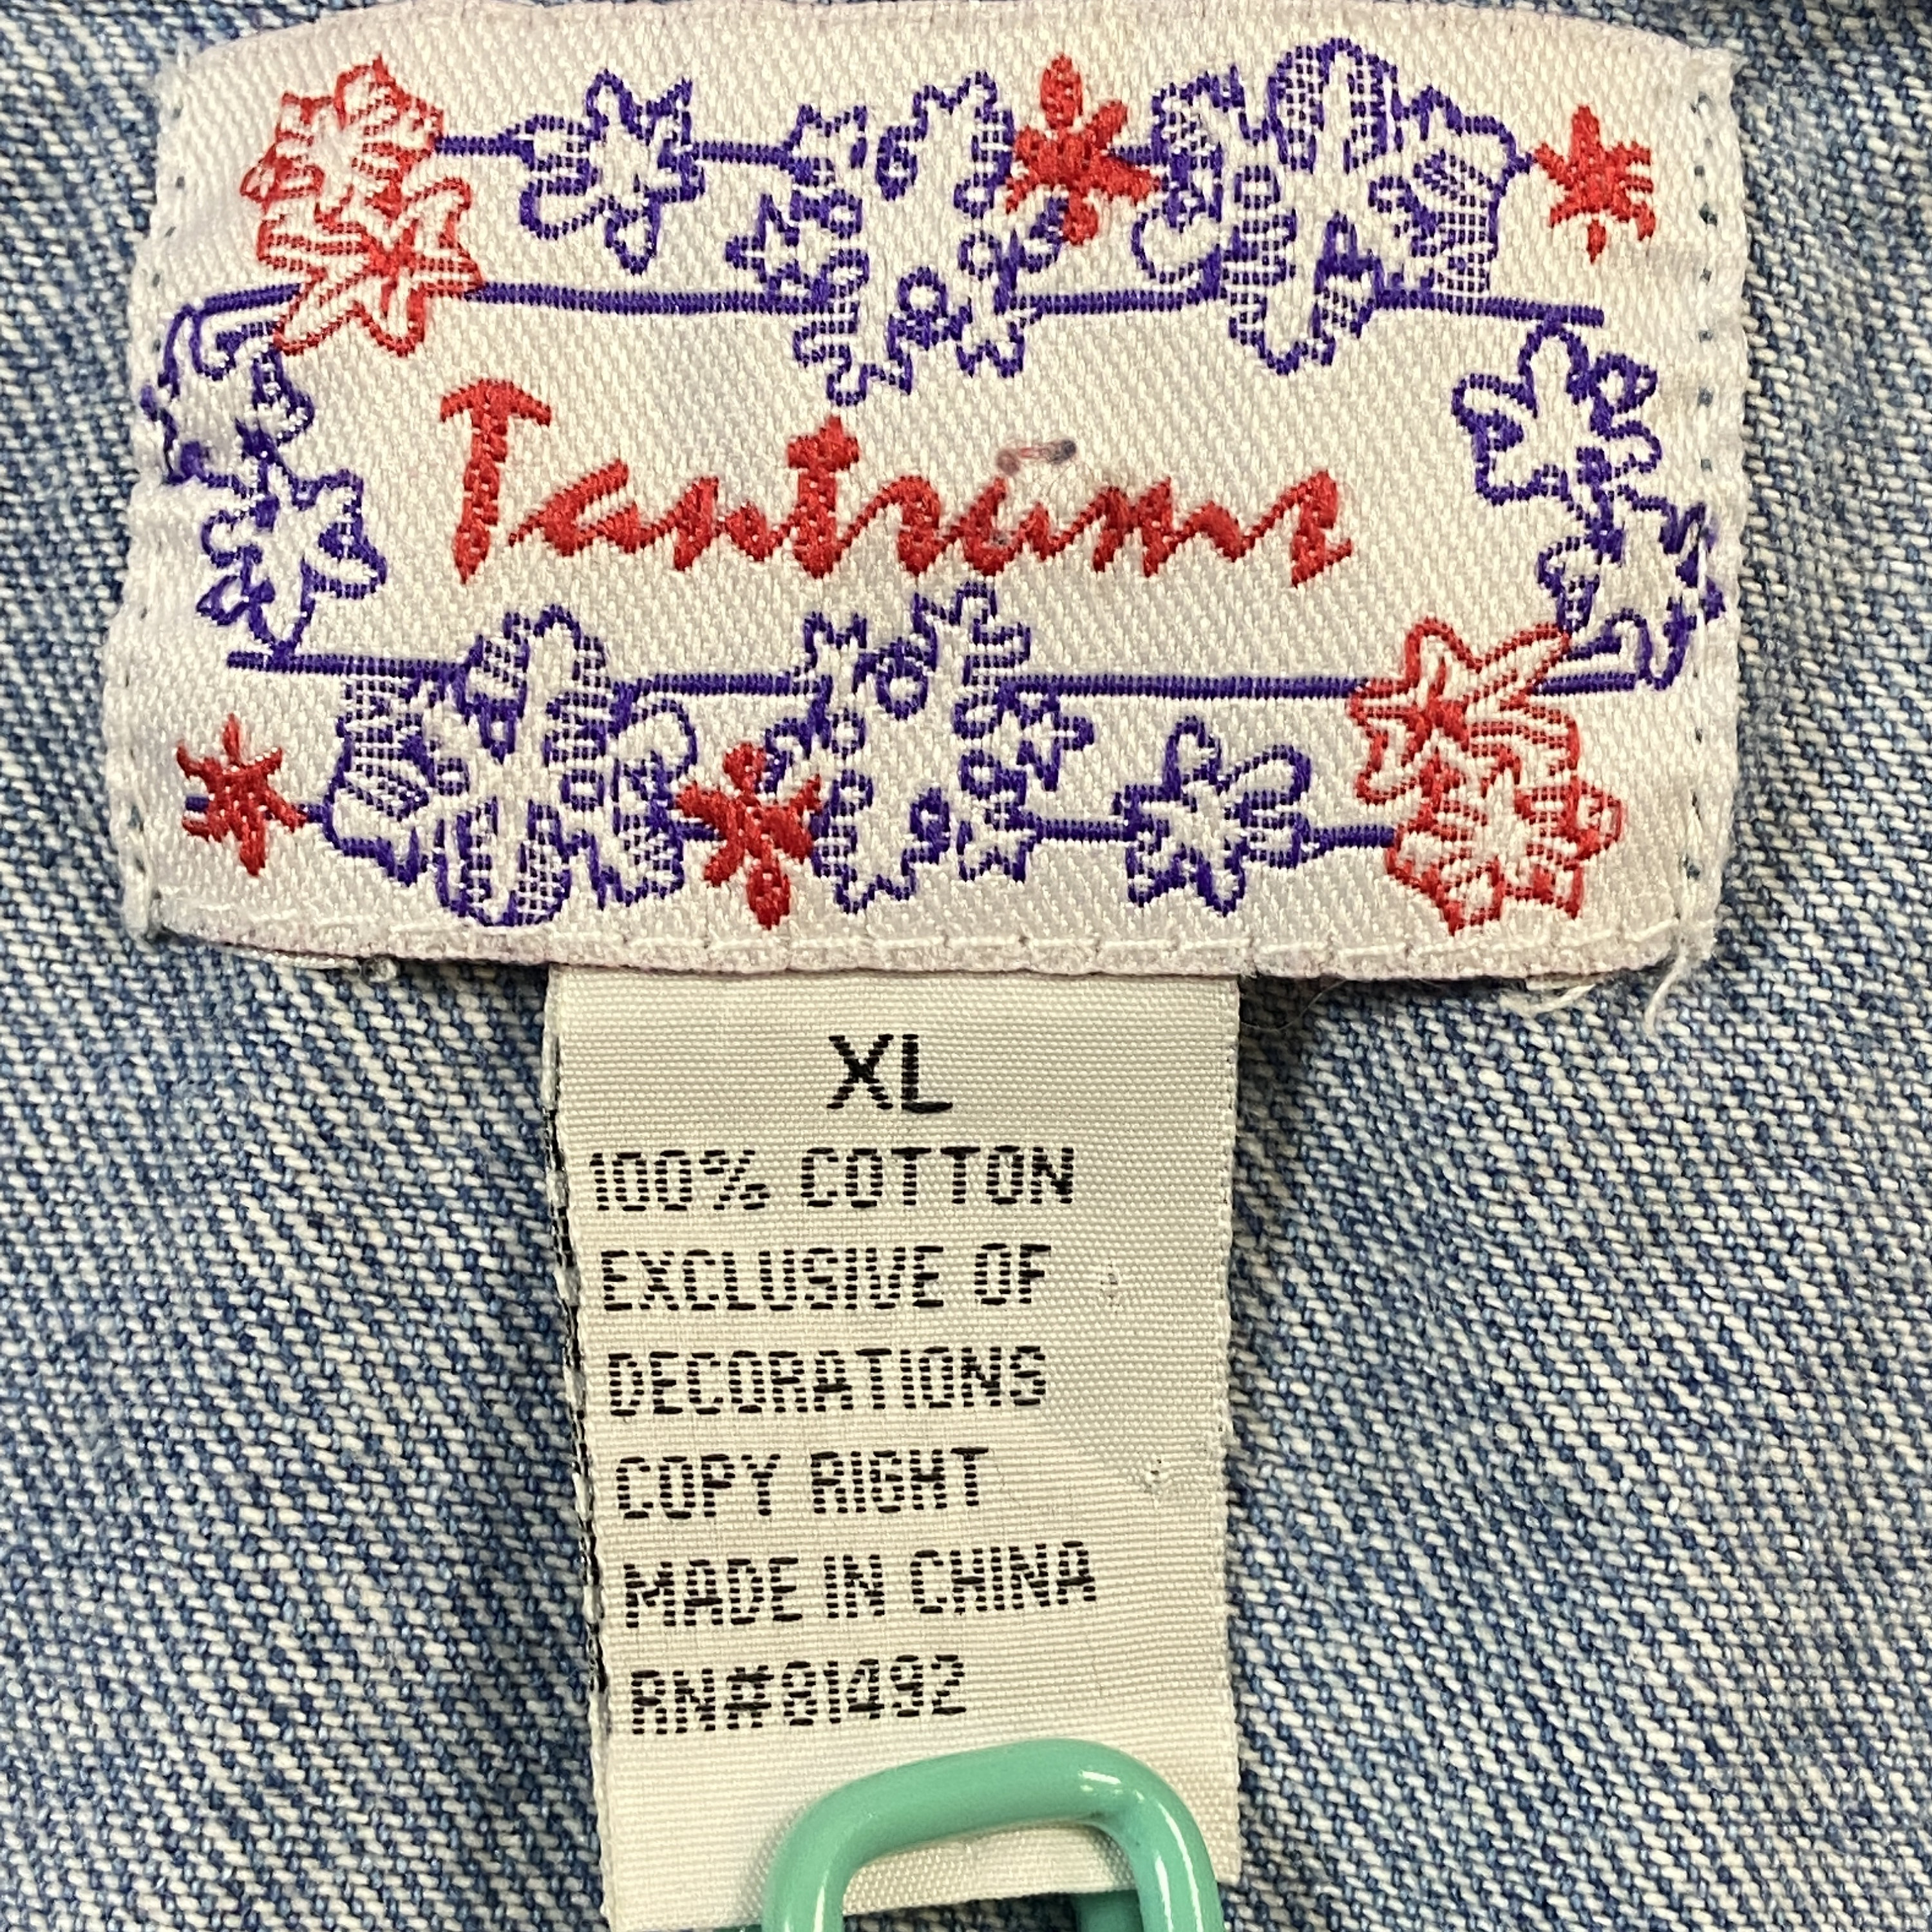 Tantrums
XL
100% COTTON
EXCLUSIVE OF
DECORATIONS
COPY RIGHT
MADE IN CHINA
RN#81492